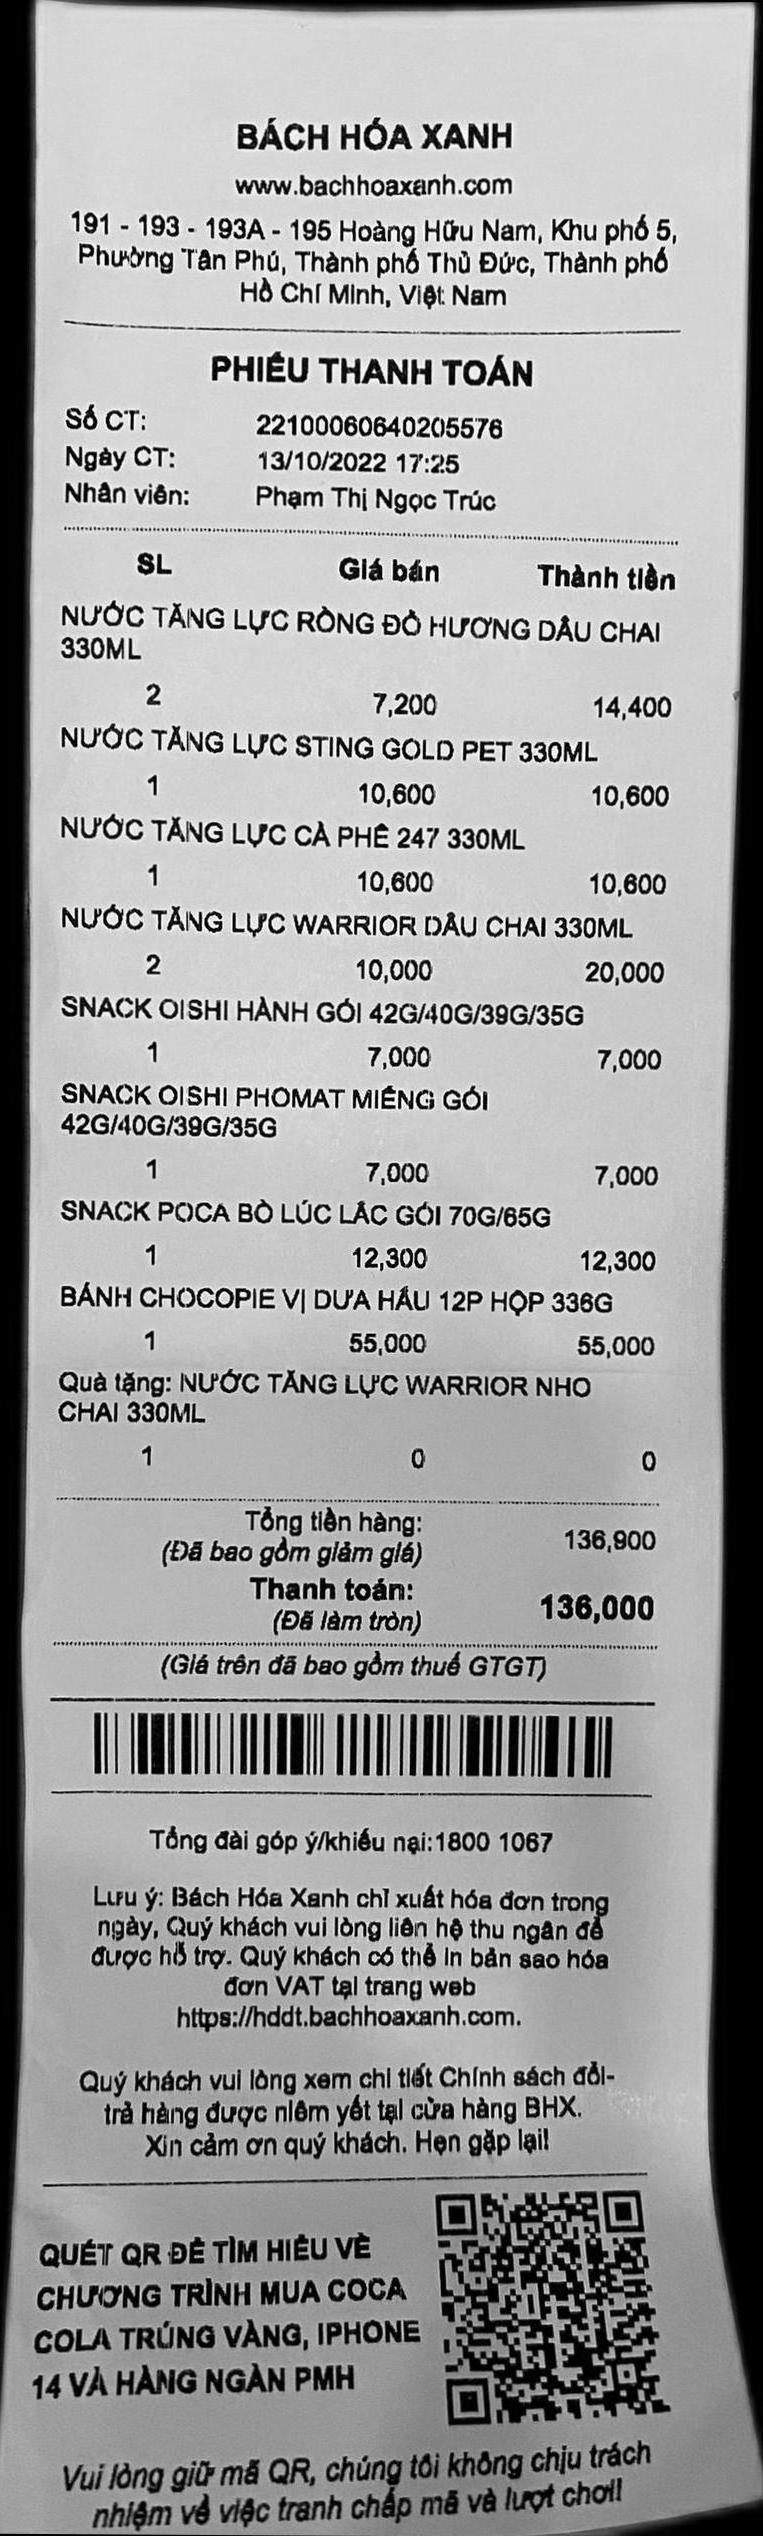 BÁCH HÓA XANH
www.bachhoaxanh.com
191 - 193 - 193A - 195 Hoàng Hữu Nam, Khu phố 5,
Phường Tân Phú, Thành phố Thủ Đức, Thành phố
Hồ Chí Minh, Việt Nam
PHIẾU THANH TOÁN
Số CT: 22100060640205576
Ngày CT: 13/10/2022 17:25
Nhân viên: Phạm Thị Ngọc Trúc
SL Giá bán Thành tiền
NƯỚC TĂNG LỰC RỒNG ĐỎ HƯƠNG DÂU CHAI
330ML
2 7,200 14,400
NƯỚC TĂNG LỰC STING GOLD PET 330ML
1 10,600 10,600
NƯỚC TĂNG LỰC CÀ PHÊ 247 330ML
1 10,600 10,600
NƯỚC TĂNG LỰC WARRIOR DÂU CHAI 330ML
2 10,000 20,000
SNACK OISHI HÀNH GÓI 42G/40G/39G/35G
1 7,000 7,000
SNACK OISHI PHOMAT MIẾNG GÓI
42G/40G/39G/35G
1 7,000 7,000
SNACK POCA BÒ LÚC LẮC GÓI 70G/65G
1 12,300 12,300
BÁNH CHOCOPIE VỊ DƯA HẤU 12P HỘP 336G
1 55,000 55,000
Quà tặng: NƯỚC TĂNG LỰC WARRIOR NHO
CHAI 330ML
1 0 0
Tổng tiền hàng: 136,900
(Đã bao gồm giảm giá)
Thanh toán: 136,000
(Đã làm tròn)
(Giá trên đã bao gồm thuế GTGT)
Tổng đài góp ý/khiếu nại:1800 1067
Lưu ý: Bách Hóa Xanh chỉ xuất hóa đơn trong
ngày, Quý khách vui lòng liên hệ thu ngân để
được hỗ trợ. Quý khách có thể in bản sao hóa
đơn VAT tại trang web
https://hddt.bachhoaxanh.com.
Quý khách vui lòng xem chi tiết Chính sách đổi-
trả hàng được niêm yết tại cửa hàng BHX.
Xin cảm ơn quý khách. Hẹn gặp lại!
QUÉT QR ĐỂ TÌM HIỂU VỀ
CHƯƠNG TRÌNH MUA COCA
COLA TRÚNG VÀNG, IPHONE
14 VÀ HÀNG NGÀN PMH
Vui lòng giữ mã QR, chúng tôi không chịu trách
nhiệm về việc tranh chấp mã và lượt chơi!